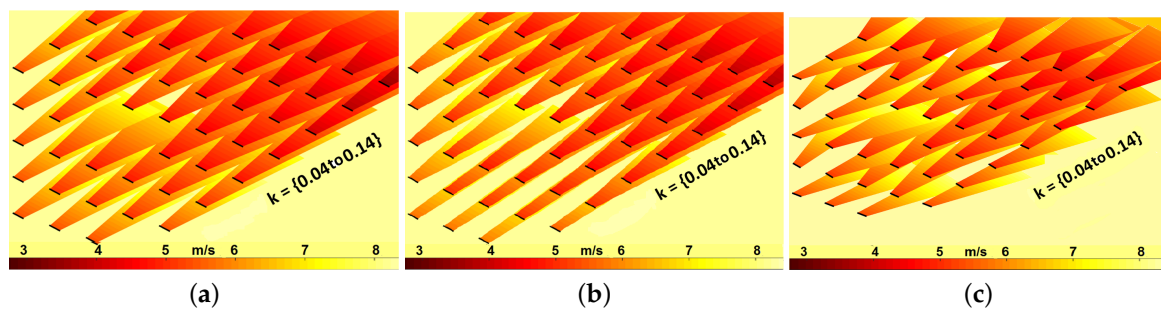 k = {0.04to0.14}
k = {0.04to0.14}
k = {0.04to0.14}
3 4 5 m/s 6 7 8
3 4 5 m/s 6 7 8
3 4 5 m/s 6 7 8
(a)
(b)
(c)